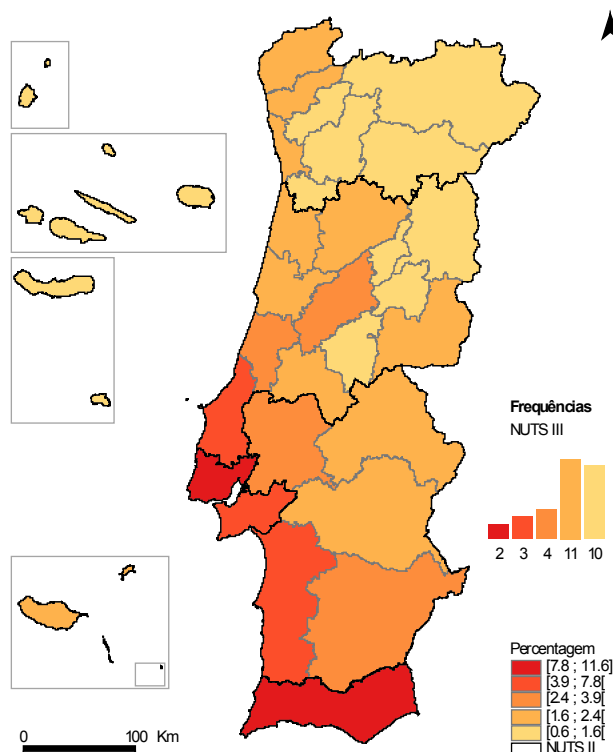 Frequências
NUTS III
2 3 4 11 10
Percentagem
[7.8 ; 11.6]
[3.9 ; 7.8[
[2.4 ; 3.9[
[1.6 ; 2.4[
[0.6 ; 1.6[
NUTS II
0 100 Km